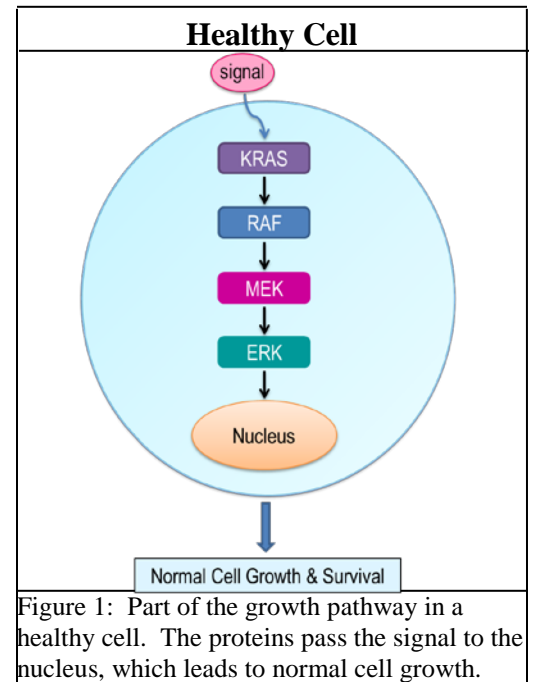 Healthy Cell
signal
KRAS
RAF
MEK
ERK
Nucleus
Normal Cell Growth & Survival
Figure 1:  Part of the growth pathway in a
healthy cell.  The proteins pass the signal to the
nucleus, which leads to normal cell growth.